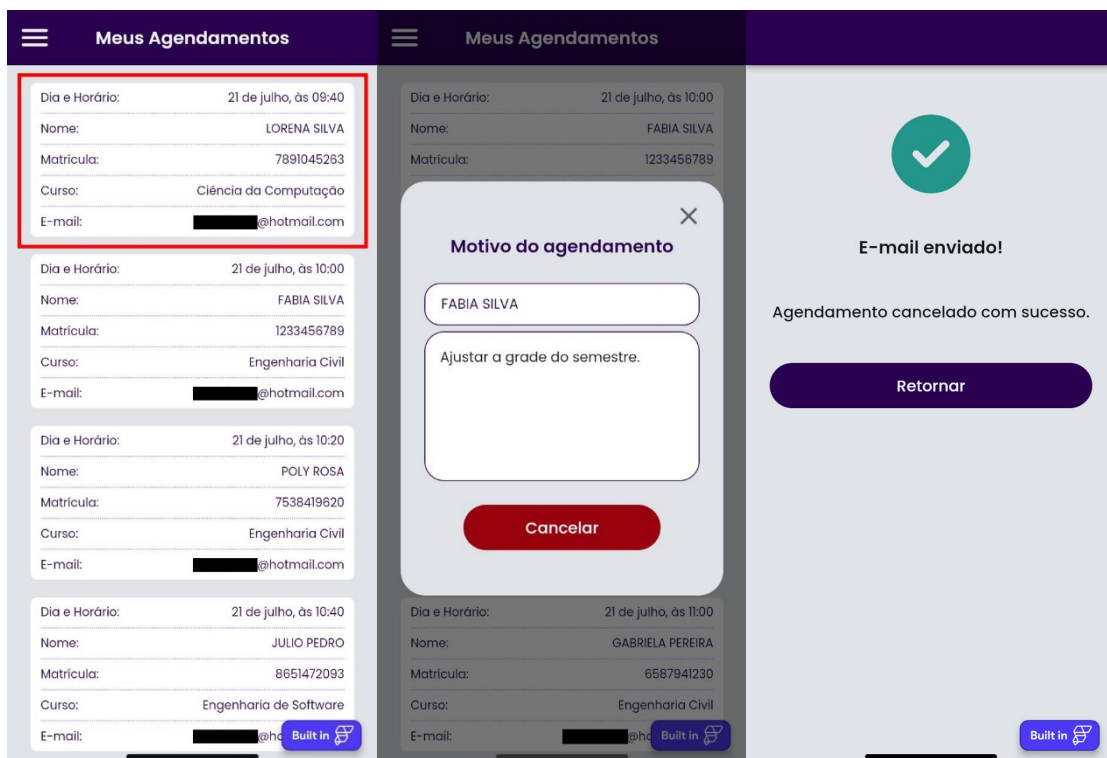 Meus Agendamentos
Dia e Horário: 21 de julho, às 09:40
Nome: LORENA SILVA
Matrícula: 7891045263
Curso: Ciência da Computação
E-mail: @hotmail.com
Dia e Horário: 21 de julho, às 10:00
Nome: FABIA SILVA
Matrícula: 1233456789
Curso: Engenharia Civil
E-mail: @hotmail.com
Dia e Horário: 21 de julho, às 10:20
Nome: POLY ROSA
Matrícula: 7538419620
Curso: Engenharia Civil
E-mail: @hotmail.com
Dia e Horário: 21 de julho, às 10:40
Nome: JULIO PEDRO
Matrícula: 8651472093
Curso: Engenharia de Software
E-mail: @ho
Built in
Meus Agendamentos
Dia e Horário: 21 de julho, às 10:00
Nome: FABIA SILVA
Matrícula: 1233456789
Motivo do agendamento
FABIA SILVA
Ajustar a grade do semestre.
Cancelar
Dia e Horário: 21 de julho, às 11:00
Nome: GABRIELA PEREIRA
Matrícula: 6587941230
Curso: Engenharia Civil
E-mail: @ho
Built in
E-mail enviado!
Agendamento cancelado com sucesso.
Retornar
Built in